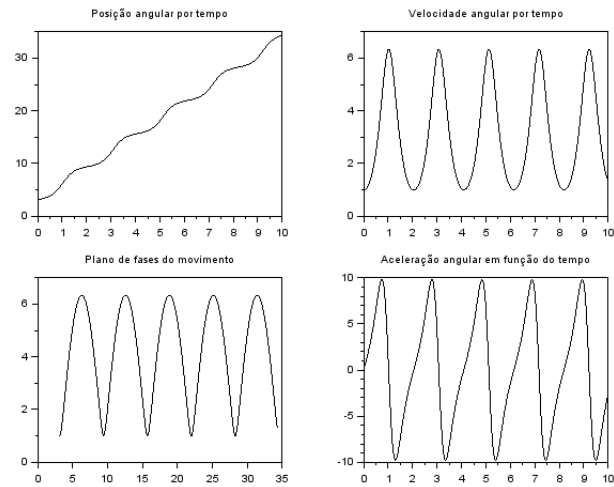 Posição angular por tempo
30
20
10
0
0 1 2 3 4 5 6 7 8 9 10
Velocidade angular por tempo
6
4
2
0
0 1 2 3 4 5 6 7 8 9 10
Plano de fases do movimento
6
4
2
0
0 5 10 15 20 25 30 35
Aceleração angular em função do tempo
10
5
0
-5
-10
0 1 2 3 4 5 6 7 8 9 10